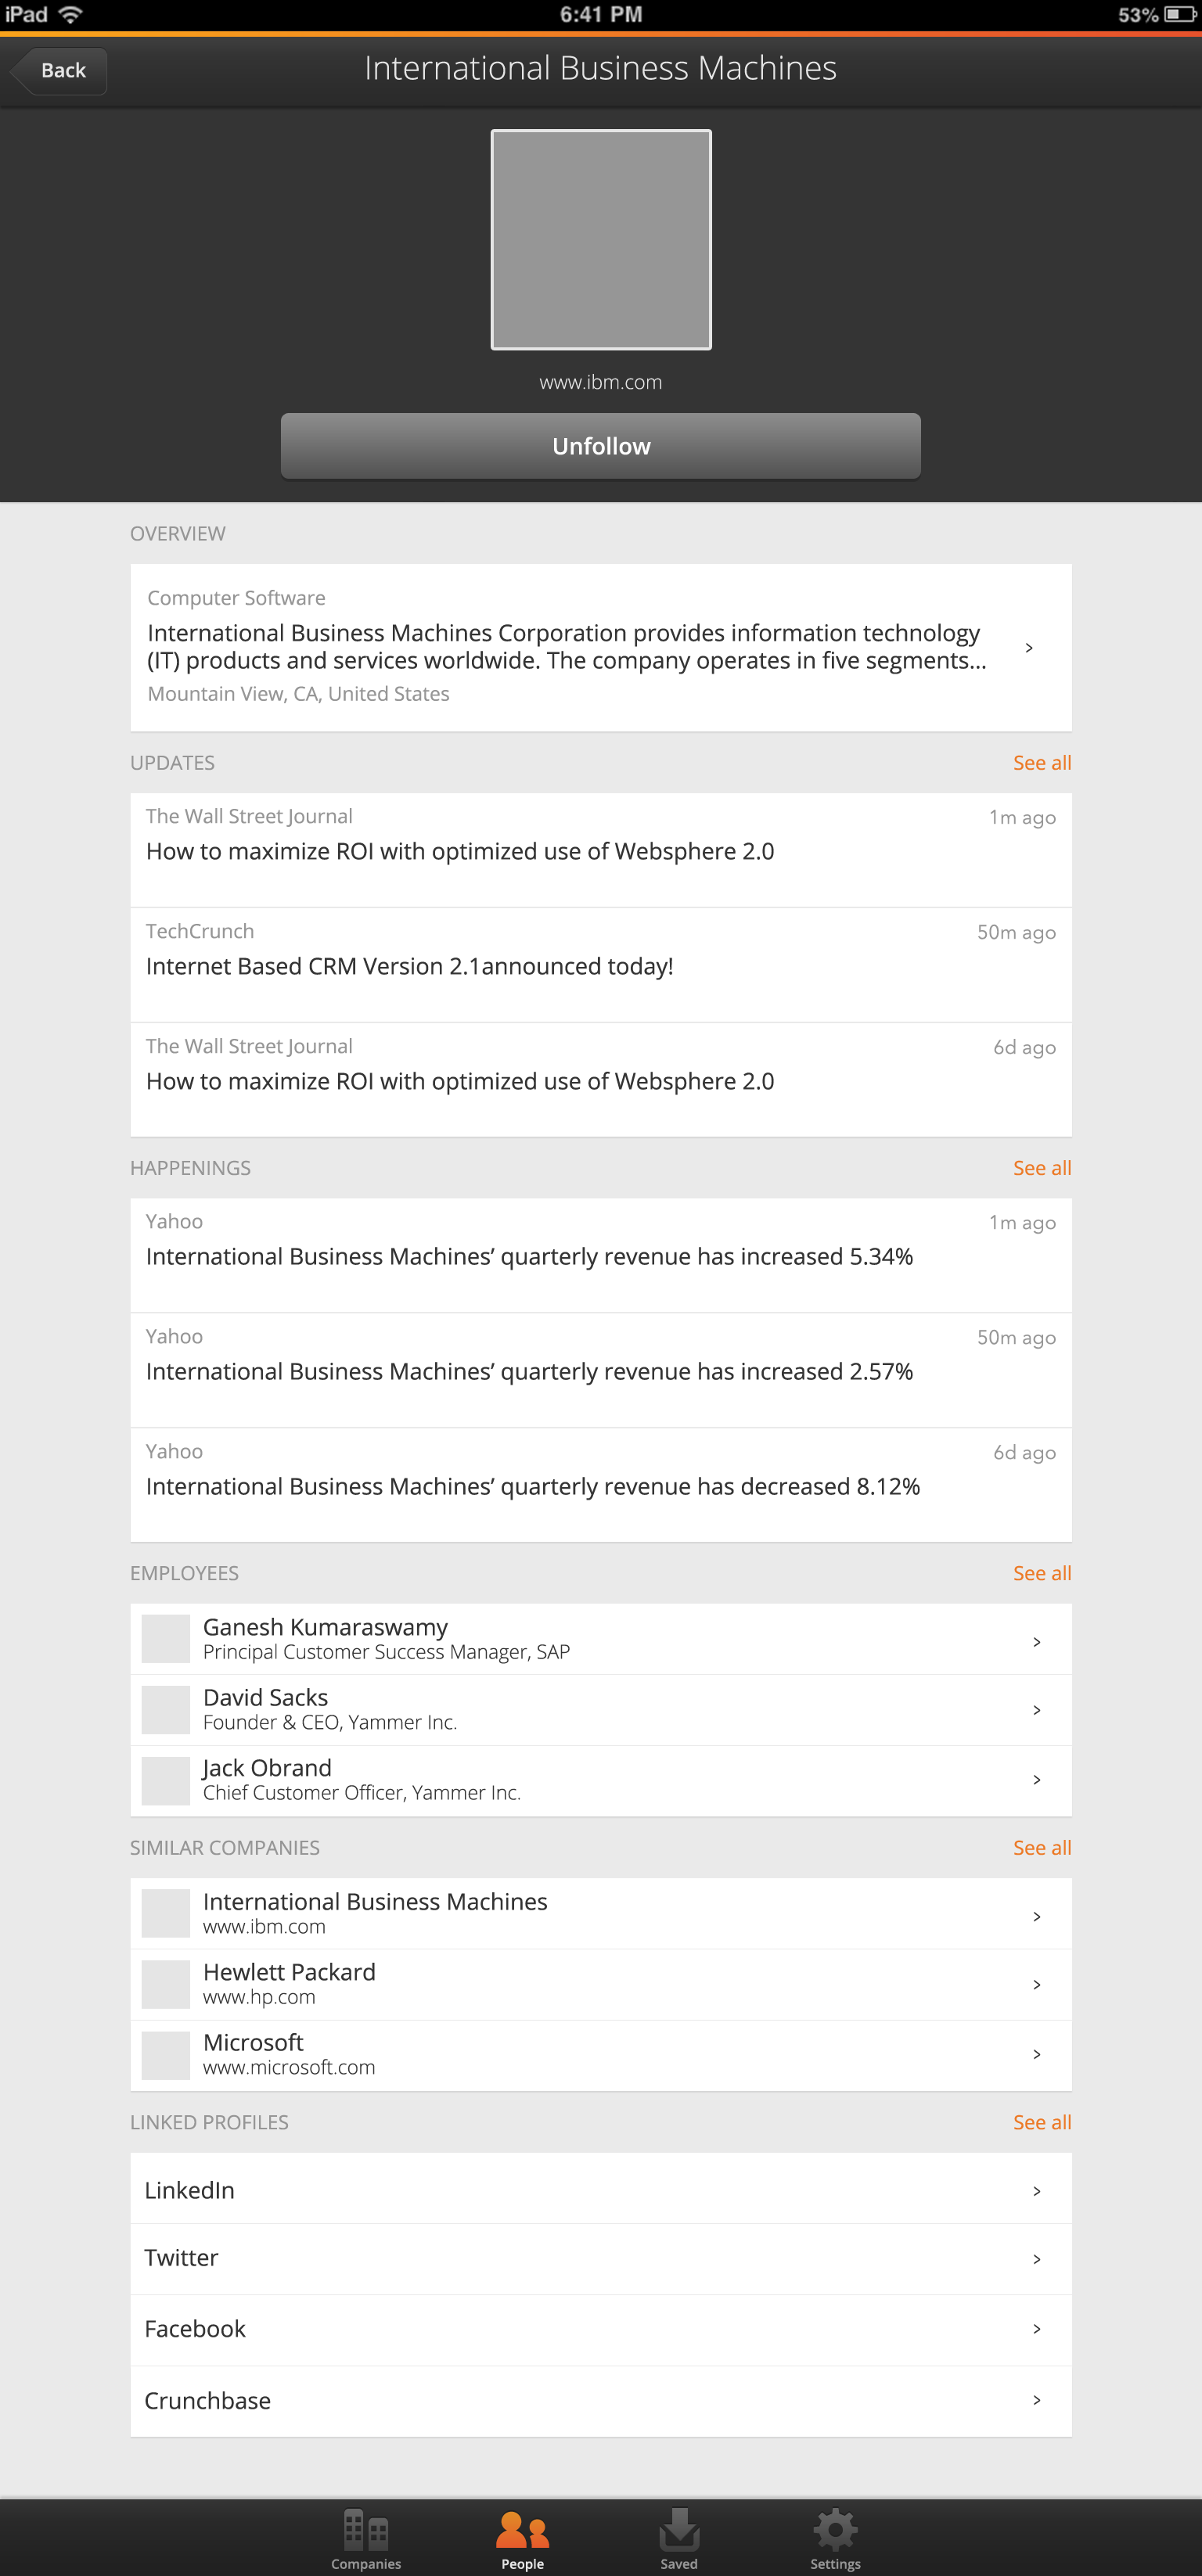 iPad 6:41 PM 53%
Back International Business Machines
www.ibm.com
Unfollow
OVERVIEW
Computer Software
International Business Machines Corporation provides information technology
(IT) products and services worldwide. The company operates in five segments...
Mountain View, CA, United States
UPDATES See all
The Wall Street Journal 1m ago
How to maximize ROI with optimized use of Websphere 2.0
TechCrunch 50m ago
Internet Based CRM Version 2.1announced today!
The Wall Street Journal 6d ago
How to maximize ROI with optimized use of Websphere 2.0
HAPPENINGS See all
Yahoo 1m ago
International Business Machines’ quarterly revenue has increased 5.34%
Yahoo 50m ago
International Business Machines’ quarterly revenue has increased 2.57%
Yahoo 6d ago
International Business Machines’ quarterly revenue has decreased 8.12%
EMPLOYEES See all
Ganesh Kumaraswamy
Principal Customer Success Manager, SAP
David Sacks
Founder & CEO, Yammer Inc.
Jack Obrand
Chief Customer Officer, Yammer Inc.
SIMILAR COMPANIES See all
International Business Machines
www.ibm.com
Hewlett Packard
www.hp.com
Microsoft
www.microsoft.com
LINKED PROFILES See all
LinkedIn
Twitter
Facebook
Crunchbase
Companies People Saved Settings